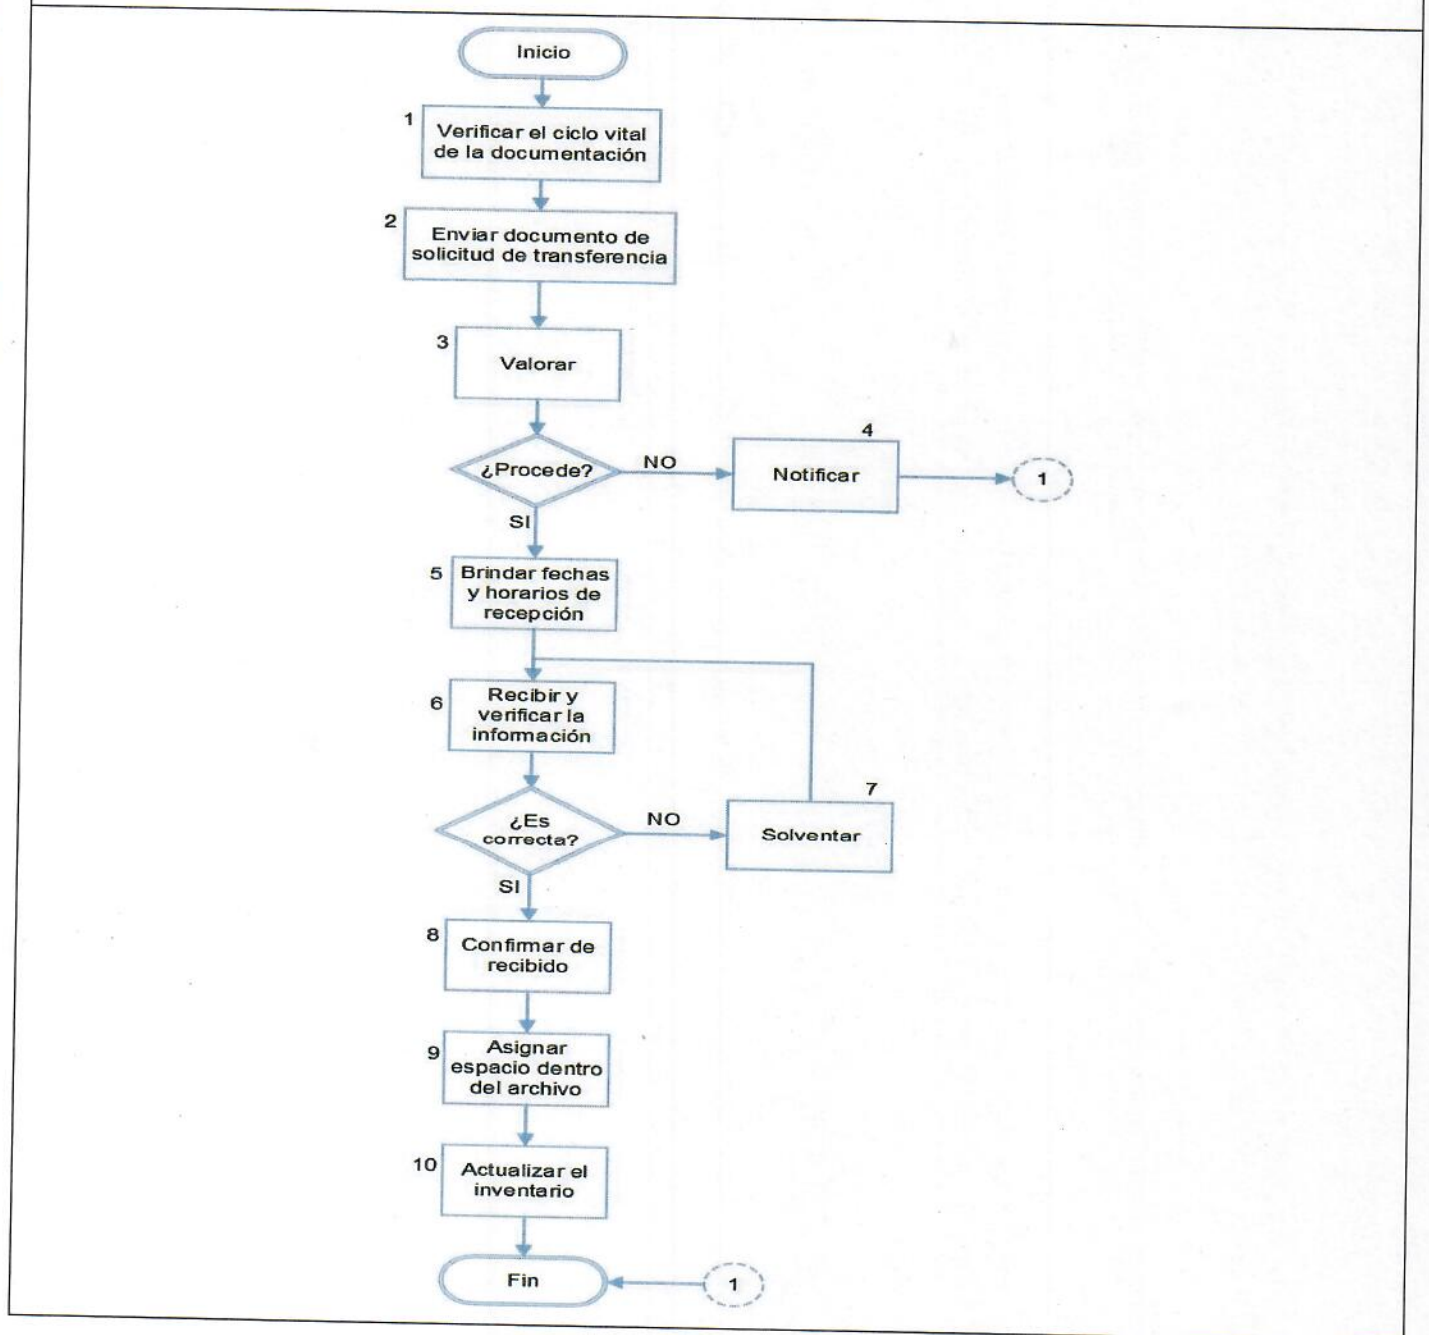 Inicio
1
Verificar el ciclo vital
de la documentación
2
Enviar documento de
solicitud de transferencia
3
Valorar
¿Procede?
NO
4
Notificar
1
SI
5
Brindar fechas
y horarios de
recepción
6
Recibir y
verificar la
información
¿Es
correcta?
NO
7
Solventar
SI
8
Confirmar de
recibido
9
Asignar
espacio dentro
del archivo
10
Actualizar el
inventario
Fin
1